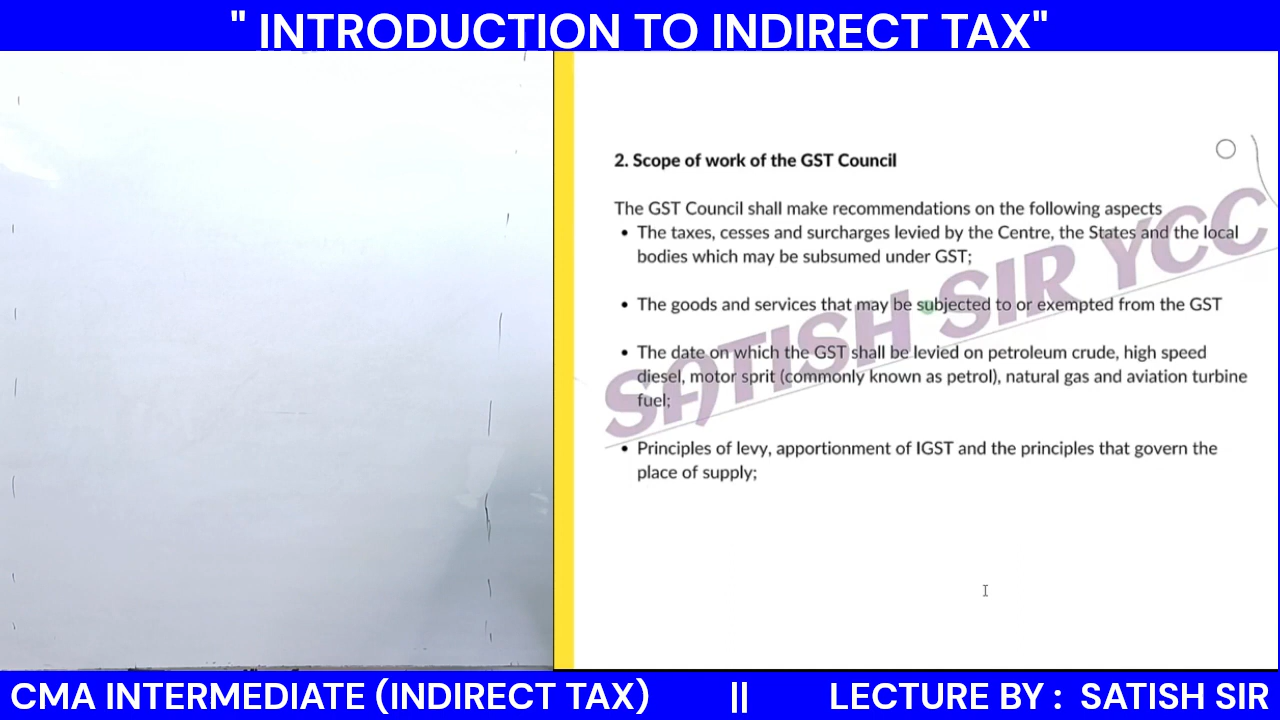 " INTRODUCTION TO INDIRECT TAX"
2. Scope of work of the GST Council
The GST Council shall make recommendations on the following aspects
• The taxes, cesses and surcharges levied by the Centre, the States and the local
bodies which may be subsumed under GST;
• The goods and services that may be subjected to or exempted from the GST
• The date on which the GST shall be levied on petroleum crude, high speed
diesel, motor sprit (commonly known as petrol), natural gas and aviation turbine
fuel;
• Principles of levy, apportionment of IGST and the principles that govern the
place of supply;
SATISH SIR YCC
CMA INTERMEDIATE (INDIRECT TAX) || LECTURE BY : SATISH SIR